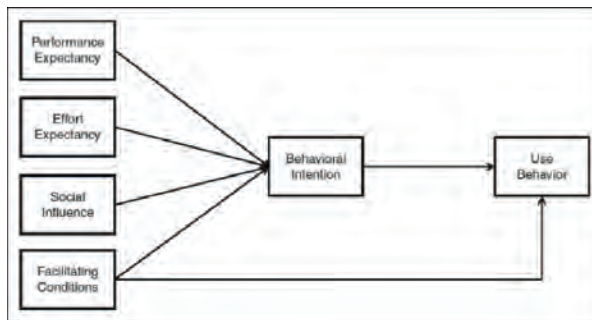 Performance
Expectancy
Effort
Expectancy
Social
Influence
Facilitating
Conditions
Behavioral
Intention
Use
Behavior